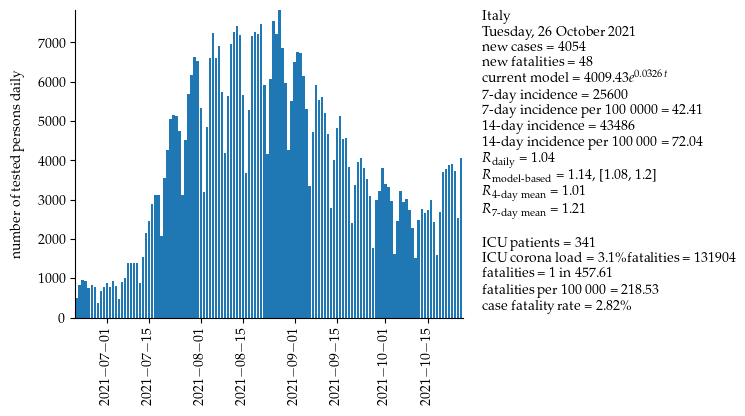 Italy
Tuesday, 26 October 2021
new cases = 4054
new fatalities = 48
current model = 4009.43e^0.0326 t
7-day incidence = 25600
7-day incidence per 100 0000 = 42.41
14-day incidence = 43486
14-day incidence per 100 000 = 72.04
R_daily = 1.04
R_model-based = 1.14, [1.08, 1.2]
R_4-day mean = 1.01
R_7-day mean = 1.21
ICU patients = 341
ICU corona load = 3.1%fatalities = 131904
fatalities = 1 in 457.61
fatalities per 100 000 = 218.53
case fatality rate = 2.82%
number of tested persons daily
7000
6000
5000
4000
3000
2000
1000
0
2021−07−01
2021−07−15
2021−08−01
2021−08−15
2021−09−01
2021−09−15
2021−10−01
2021−10−15